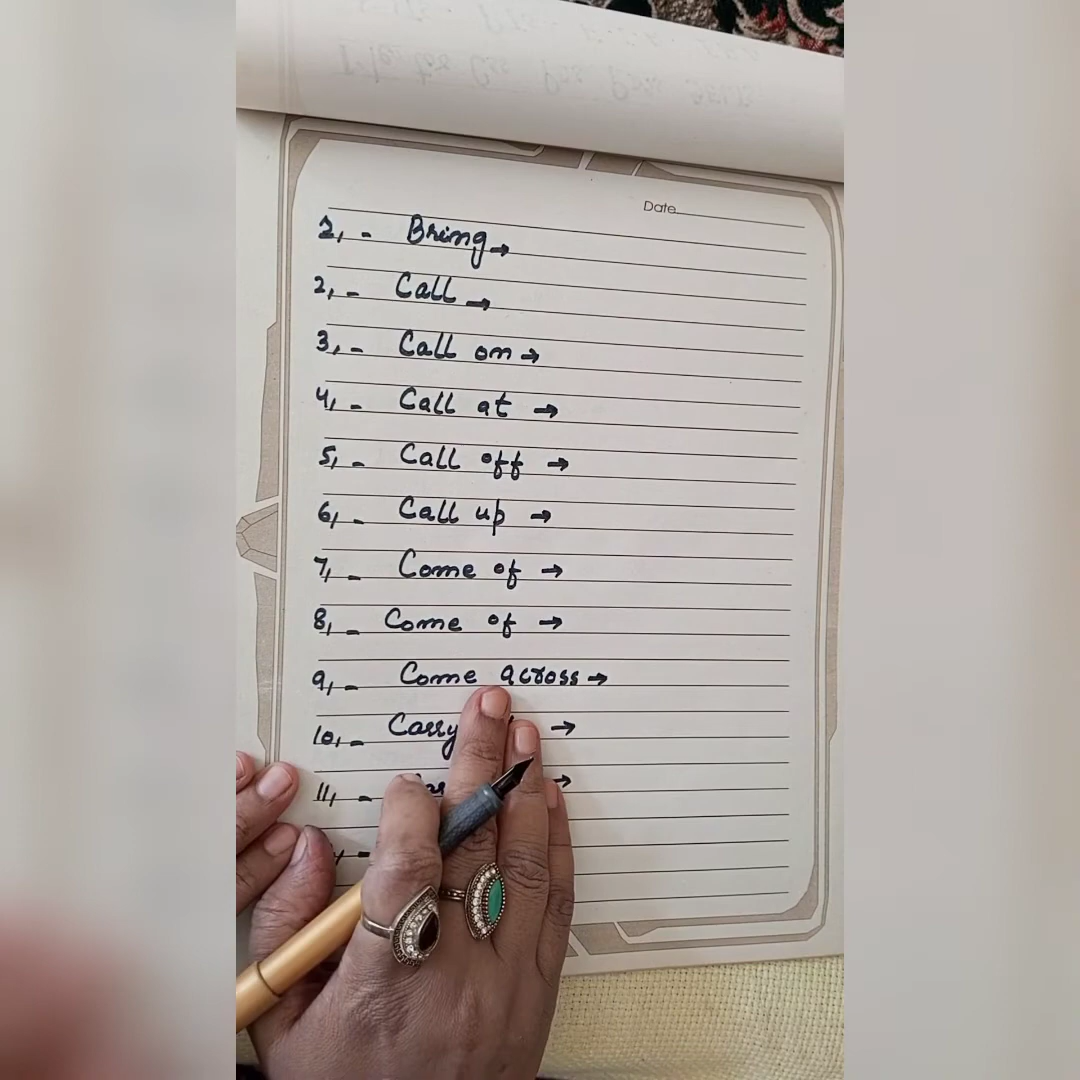 Date
1,- Bring →
2,- Call →
3,- Call on →
4,- Call at →
5,- Call off →
6,- Call up →
7,- Come of →
8,- Come of →
9,- Come across →
10,- Carry →
11,- →